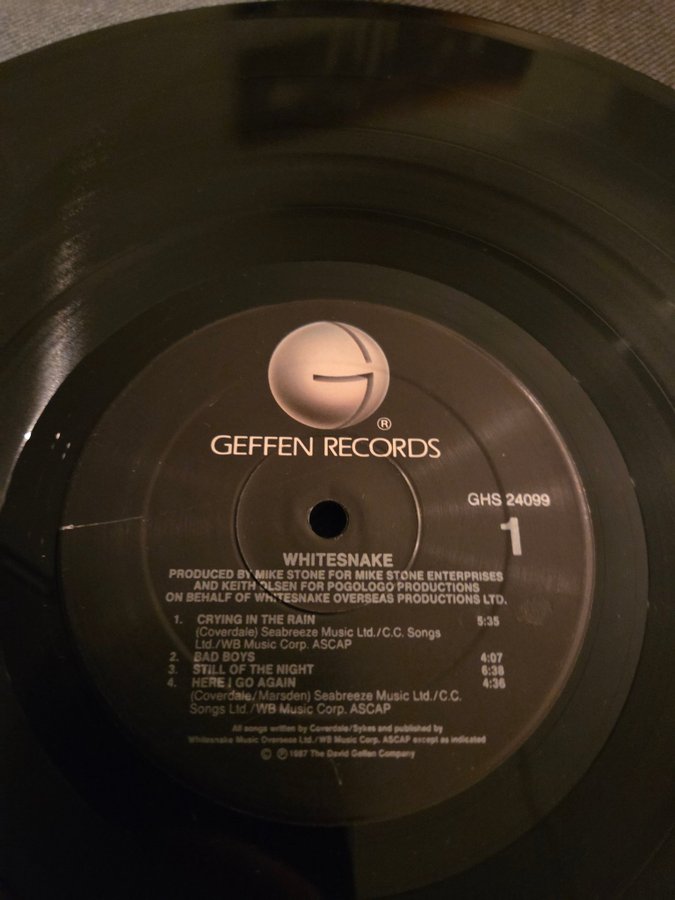 ®
GEFFEN RECORDS
GHS 24099
1
WHITESNAKE
PRODUCED BY MIKE STONE FOR MIKE STONE ENTERPRISES
AND KEITH OLSEN FOR POGOLOGO PRODUCTIONS
ON BEHALF OF WHITESNAKE OVERSEAS PRODUCTIONS LTD.
1. CRYING IN THE RAIN 5:35
(Coverdale) Seabreeze Music Ltd./C.C. Songs
Ltd./WB Music Corp. ASCAP
2. BAD BOYS 4:07
3. STILL OF THE NIGHT 6:38
4. HERE I GO AGAIN 4:36
(Coverdale/Marsden) Seabreeze Music Ltd./C.C.
Songs Ltd./WB Music Corp. ASCAP
All songs written by Coverdale/Sykes and published by
Whitesnake Music Overseas Ltd./WB Music Corp. ASCAP except as indicated
© ℗ 1987 The David Geffen Company